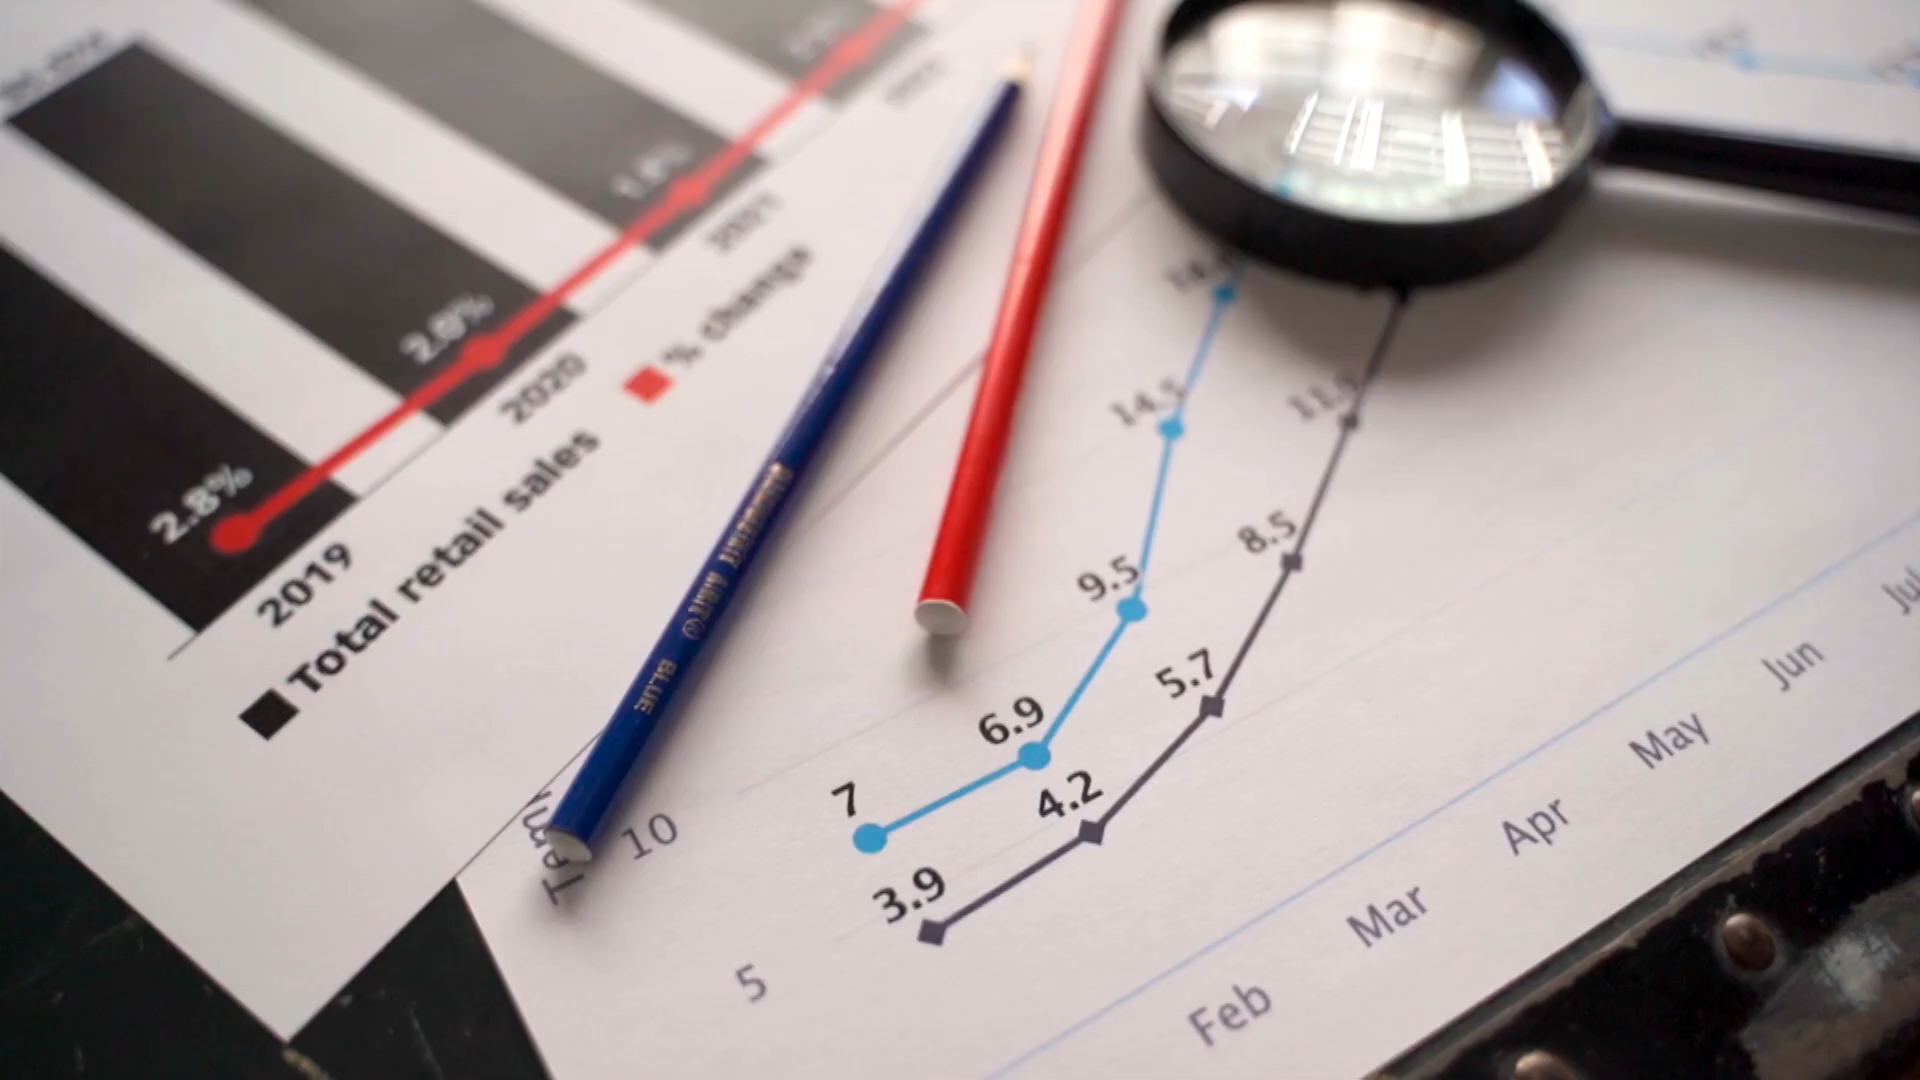 2.8%
2.0%
2019
2020
2021
Total retail sales
% change
BLUE
14.5
9.5
8.5
6.9
5.7
7
4.2
3.9
10
5
Feb
Mar
Apr
May
Jun